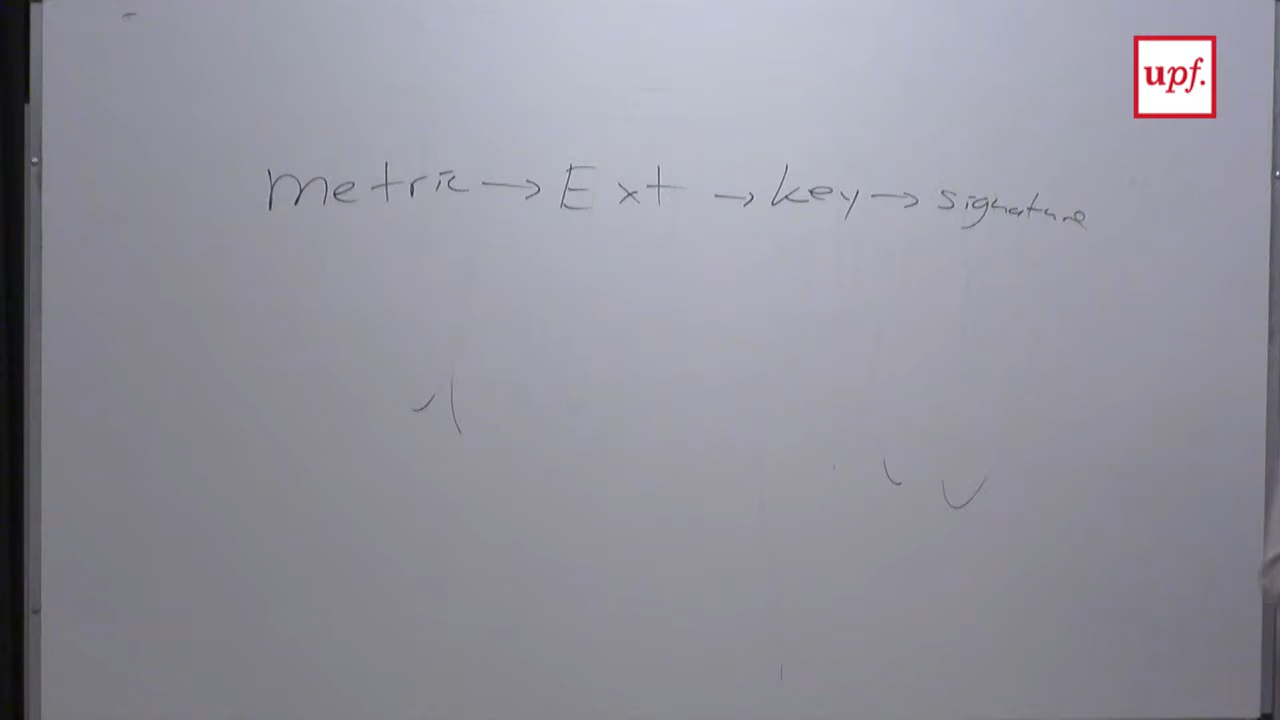 upf.
metric → Ext → key → signature